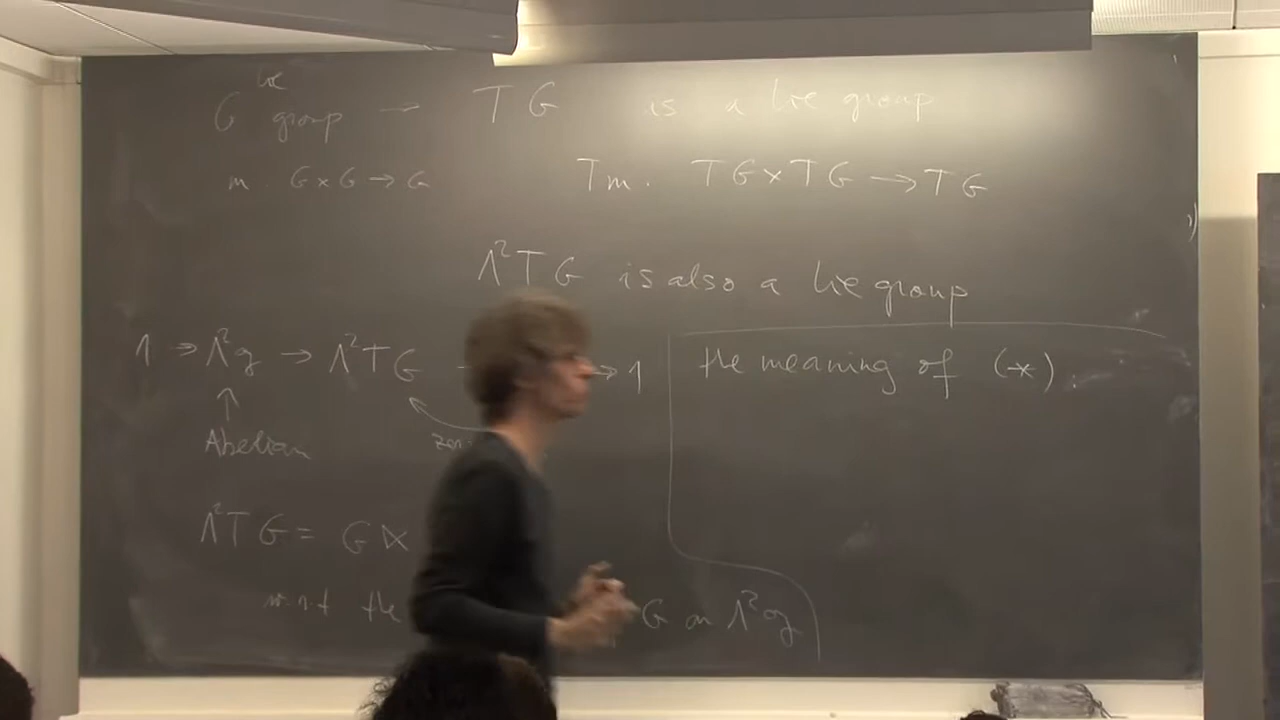 Lie
G group → TG is a Lie group
m. G×G → G Tm. TG×TG → TG
Λ²TG is also a Lie group
1 → Λ²g → Λ²TG → 1
the meaning of (*).
Abelian
Λ²TG = G ⋉
w.r.t the G on Λ²g